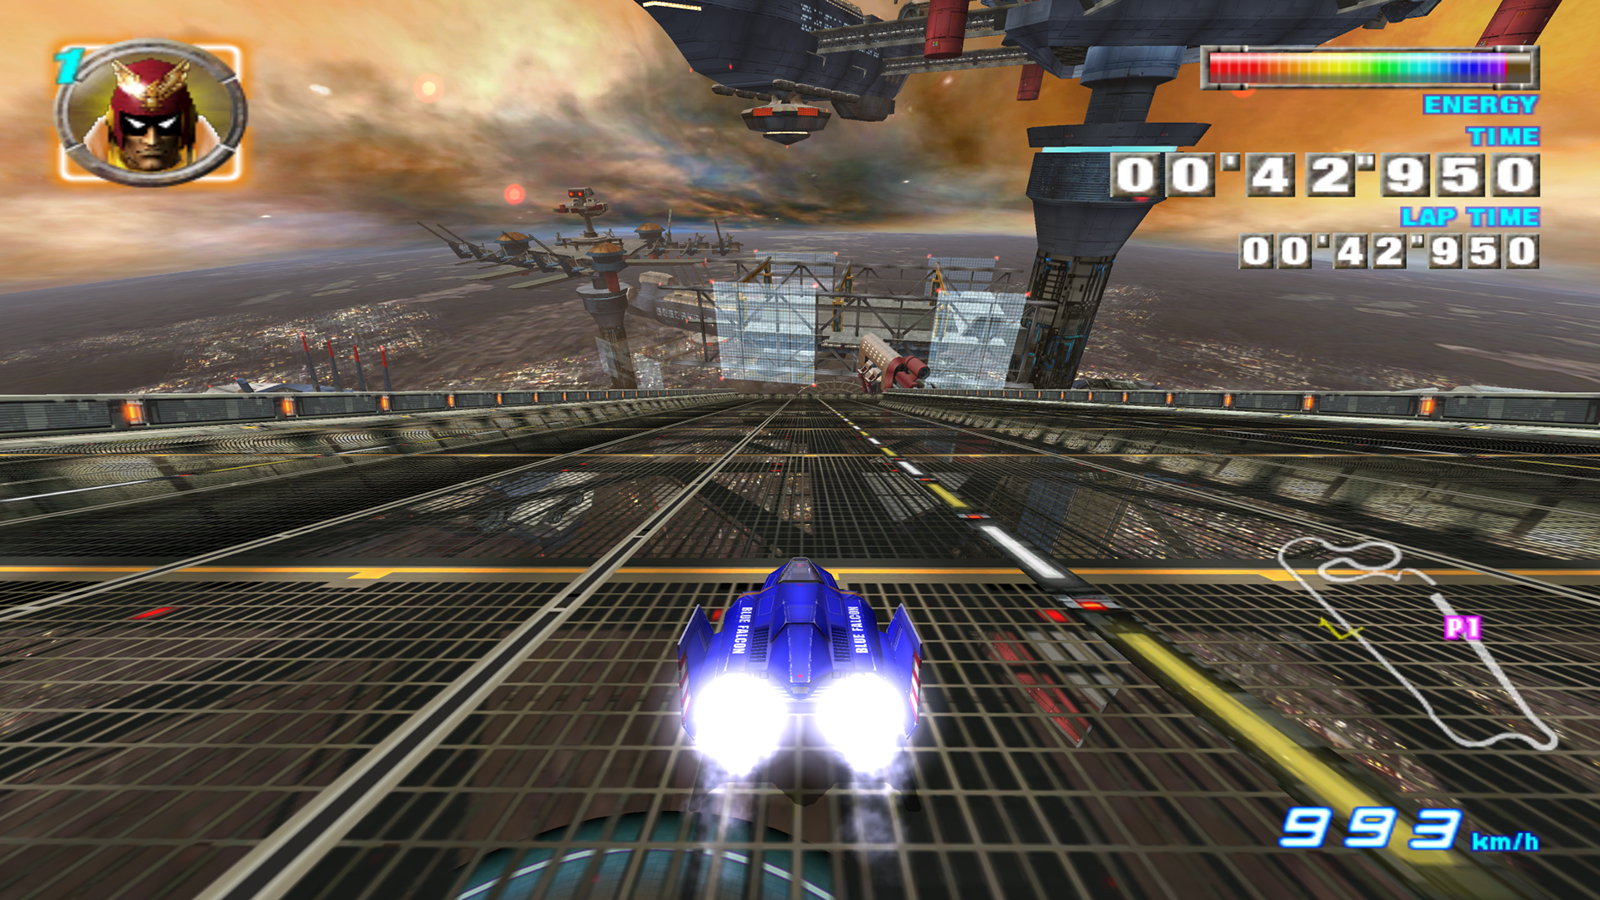 1
ENERGY
TIME
00'42"950
LAP TIME
00'42"950
BLUE FALCON
BLUE FALCON
P1
993 km/h